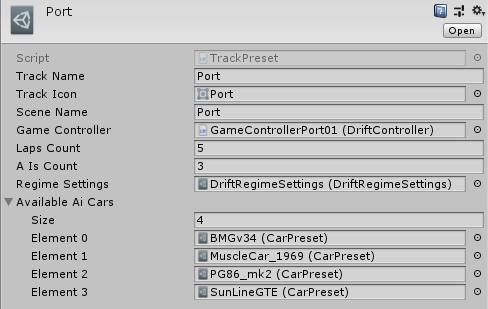 Port
Open
Script TrackPreset
Track Name Port
Track Icon Port
Scene Name Port
Game Controller GameControllerPort01 (DriftController)
Laps Count 5
A Is Count 3
Regime Settings DriftRegimeSettings (DriftRegimeSettings)
Available Ai Cars
Size 4
Element 0 BMGv34 (CarPreset)
Element 1 MuscleCar_1969 (CarPreset)
Element 2 PG86_mk2 (CarPreset)
Element 3 SunLineGTE (CarPreset)